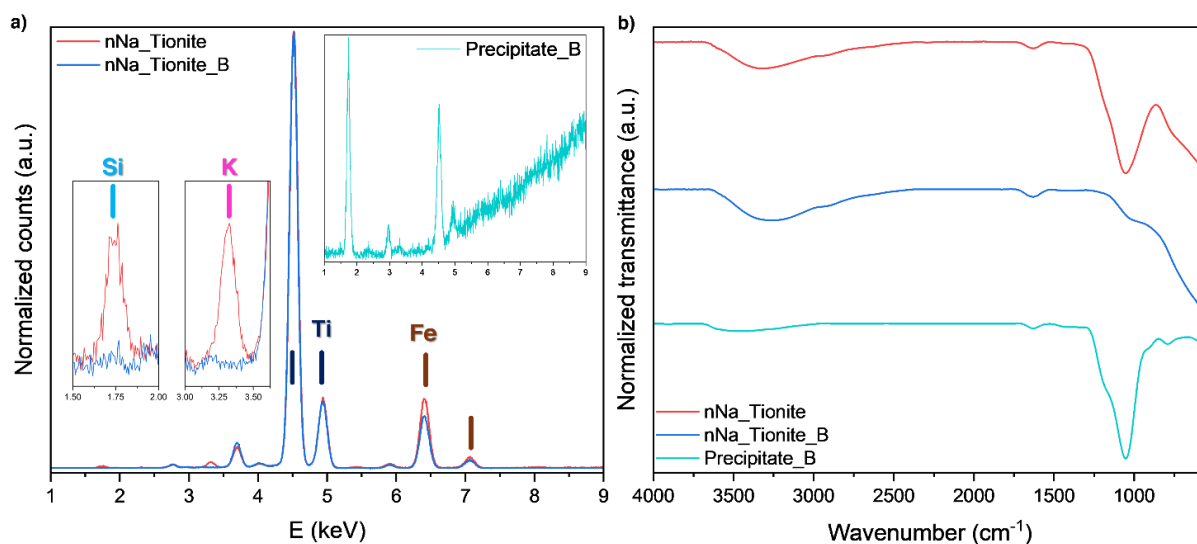 a)
nNa_Tionite
nNa_Tionite_B
Precipitate_B
1 2 3 4 5 6 7 8 9
Si
K
1.50 1.75 2.00
3.00 3.25 3.50
Ti
Fe
Normalized counts (a.u.)
1 2 3 4 5 6 7 8 9
E (keV)
b)
Normalized transmittance (a.u.)
nNa_Tionite
nNa_Tionite_B
Precipitate_B
4000 3500 3000 2500 2000 1500 1000
Wavenumber (cm⁻¹)